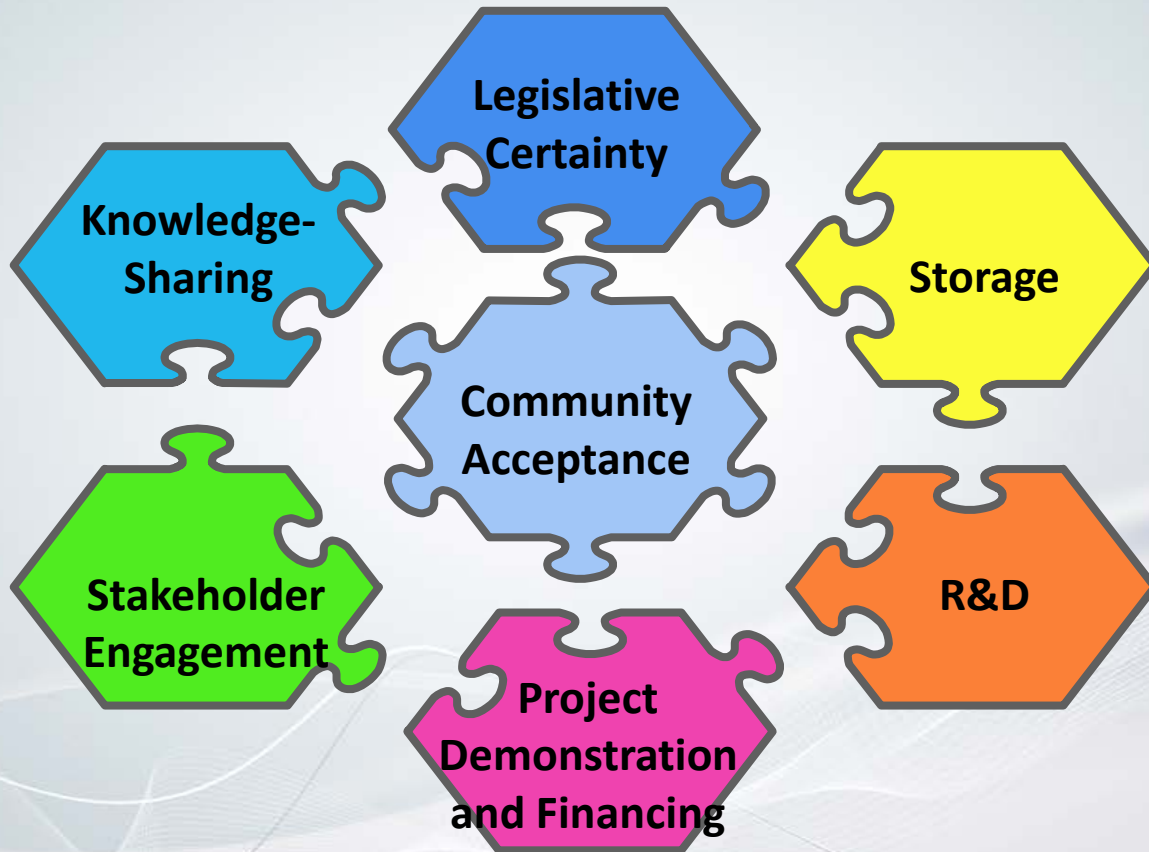 Legislative
Certainty
Knowledge-
Sharing
Storage
Community
Acceptance
Stakeholder
Engagement
R&D
Project
Demonstration
and Financing